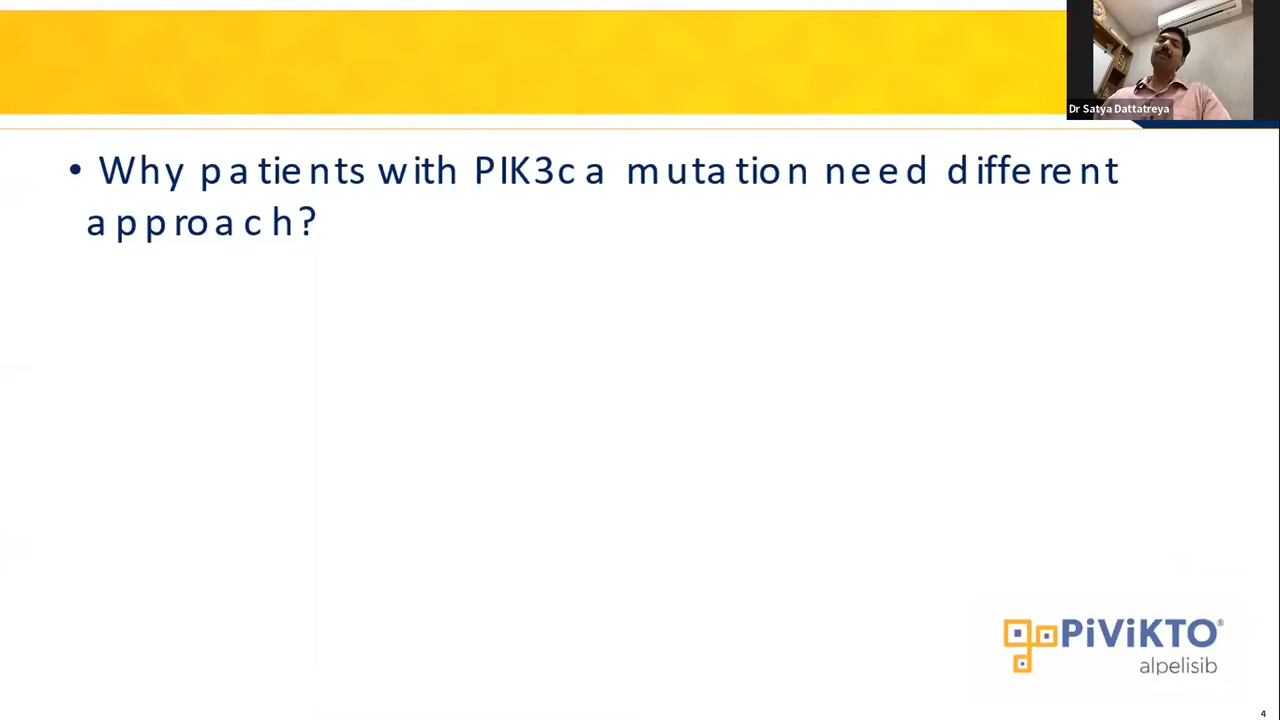 Dr Satya Dattatreya
• Why patients with PIK3ca mutation need different
approach?
PiViKTO®
alpelisib
4